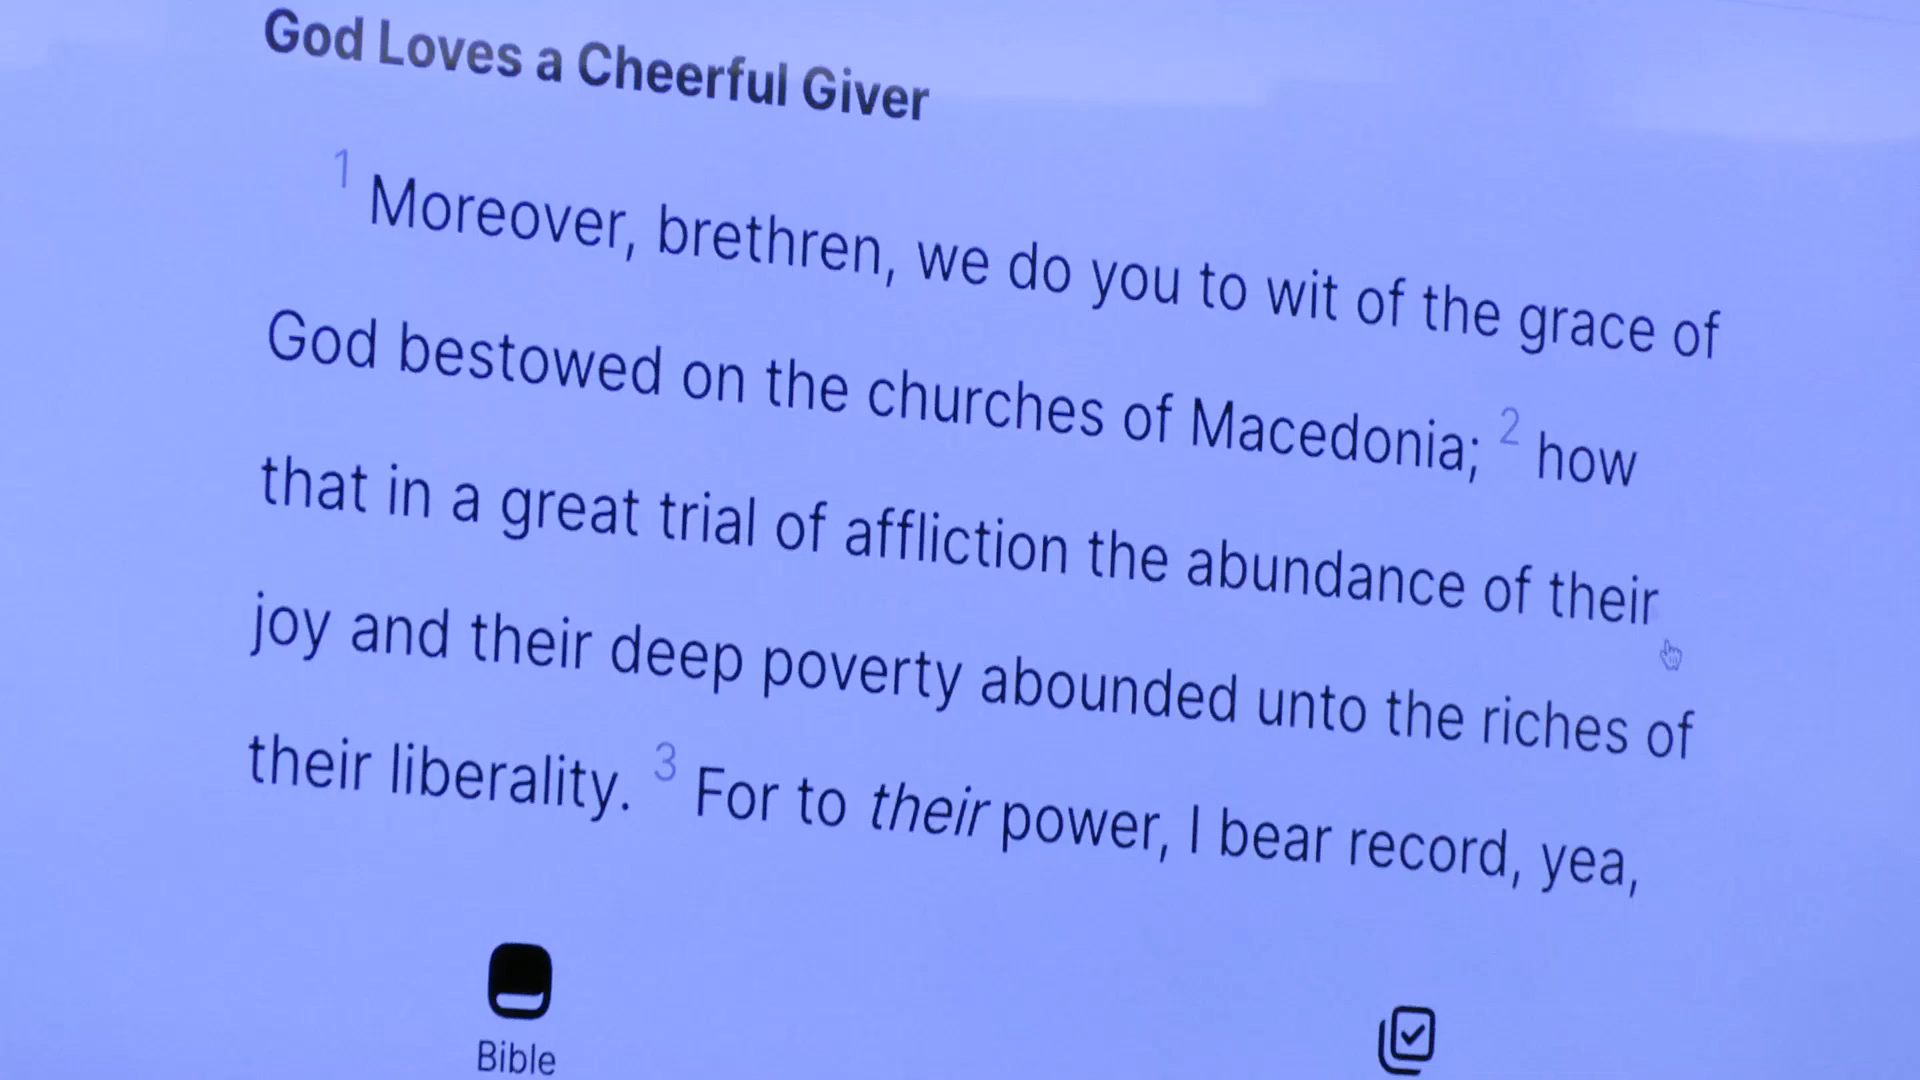 God Loves a Cheerful Giver
1 Moreover, brethren, we do you to wit of the grace of
God bestowed on the churches of Macedonia; 2 how
that in a great trial of affliction the abundance of their
joy and their deep poverty abounded unto the riches of
their liberality. 3 For to their power, I bear record, yea,
Bible